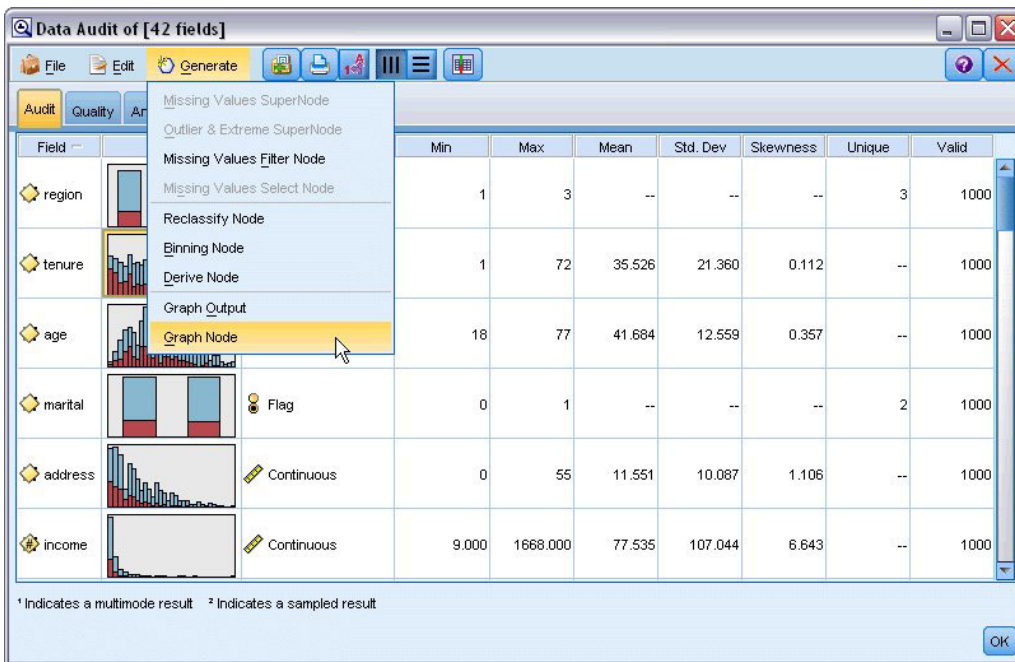 Data Audit of [42 fields]
File Edit Generate
Audit Quality An
Missing Values SuperNode
Outlier & Extreme SuperNode
Missing Values Filter Node
Missing Values Select Node
Reclassify Node
Binning Node
Derive Node
Graph Output
Graph Node
Field Min Max Mean Std. Dev Skewness Unique Valid
region 1 3 -- -- -- 3 1000
tenure 1 72 35.526 21.360 0.112 -- 1000
age 18 77 41.684 12.559 0.357 -- 1000
marital Flag 0 1 -- -- -- 2 1000
address Continuous 0 55 11.551 10.087 1.106 -- 1000
income Continuous 9.000 1668.000 77.535 107.044 6.643 -- 1000
¹ Indicates a multimode result ² Indicates a sampled result
OK